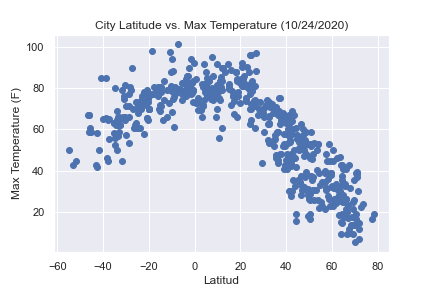 City Latitude vs. Max Temperature (10/24/2020)
Max Temperature (F)
100
80
60
40
20
−60 −40 −20 0 20 40 60 80
Latitud